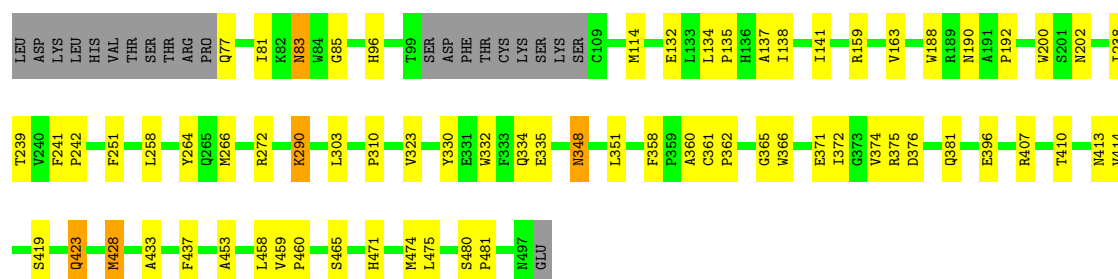 LEU ASP LYS LEU HIS VAL THR SER THR ARG PRO Q77 I81 K82 N83 W84 G85 H96 T99 SER ASP PHE THR CYS LYS SER LYS SER C109 M114 E132 L133 L134 P135 H136 A137 I138 I141 R159 V163 W188 R189 N190 A191 P192 W200 S201 N202
T239 V240 F241 P242 F251 L258 Y264 Q265 M266 R272 K290 L303 P310 V323 Y330 E331 W332 F333 Q334 E335 N348 L351 F358 P359 A360 C361 P362 G365 W366 E371 I372 G373 V374 R375 D376 Q381 E396 R407 T410 N413
S419 Q423 M428 A433 F437 A453 L458 V459 P460 S465 H471 M474 L475 S480 P481 N497 GLU